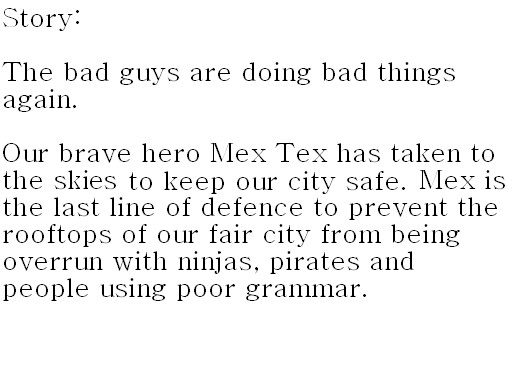 Story:
The bad guys are doing bad things
again.
Our brave hero Mex Tex has taken to
the skies to keep our city safe. Mex is
the last line of defence to prevent the
rooftops of our fair city from being
overrun with ninjas, pirates and
people using poor grammar.